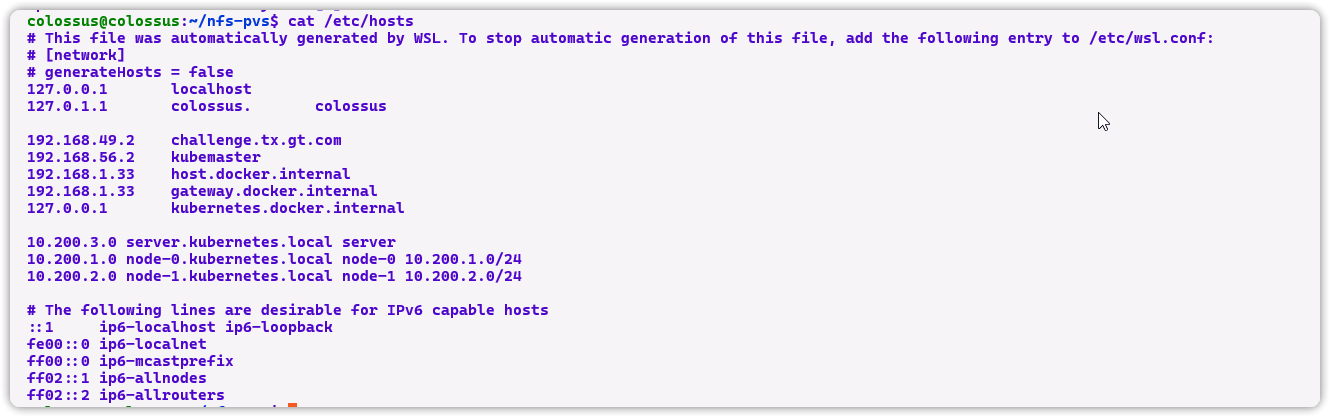 colossus@colossus:~/nfs-pvs$ cat /etc/hosts
# This file was automatically generated by WSL. To stop automatic generation of this file, add the following entry to /etc/wsl.conf:
# [network]
# generateHosts = false
127.0.0.1       localhost
127.0.1.1       colossus.       colossus
192.168.49.2    challenge.tx.gt.com
192.168.56.2    kubemaster
192.168.1.33    host.docker.internal
192.168.1.33    gateway.docker.internal
127.0.0.1       kubernetes.docker.internal
10.200.3.0 server.kubernetes.local server
10.200.1.0 node-0.kubernetes.local node-0 10.200.1.0/24
10.200.2.0 node-1.kubernetes.local node-1 10.200.2.0/24
# The following lines are desirable for IPv6 capable hosts
::1     ip6-localhost ip6-loopback
fe00::0 ip6-localnet
ff00::0 ip6-mcastprefix
ff02::1 ip6-allnodes
ff02::2 ip6-allrouters